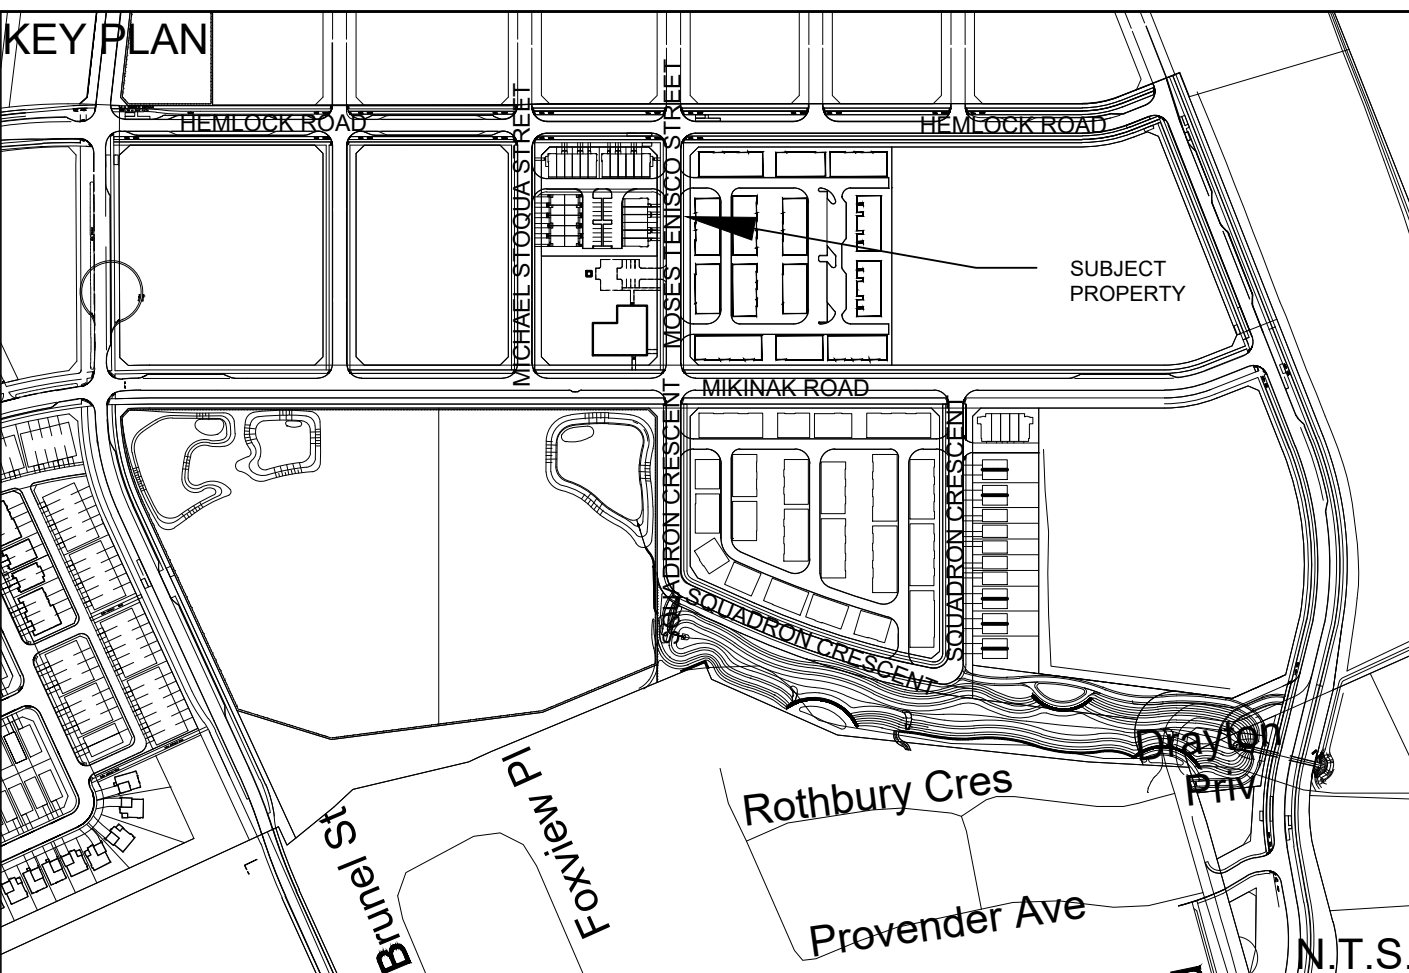 KEY PLAN
HEMLOCK ROAD
HEMLOCK ROAD
MICHAEL STOQUA STREET
MOSES TENISCO STREET
SUBJECT
PROPERTY
MIKINAK ROAD
SQUADRON CRESCENT
SQUADRON CRESCENT
SQUADRON CRESCENT
Drayton
Priv
Rothbury Cres
Foxview Pl
Brunel St
Provender Ave
N.T.S.